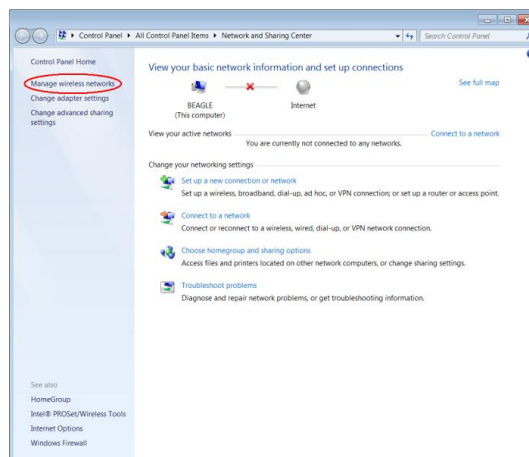 Control Panel ▸ All Control Panel Items ▸ Network and Sharing Center
Search Control Panel
Control Panel Home
Manage wireless networks
Change adapter settings
Change advanced sharing
settings
See also
HomeGroup
Intel® PROSet/Wireless Tools
Internet Options
Windows Firewall
View your basic network information and set up connections
See full map
BEAGLE
(This computer)
Internet
View your active networks
Connect to a network
You are currently not connected to any networks.
Change your networking settings
Set up a new connection or network
Set up a wireless, broadband, dial-up, ad hoc, or VPN connection; or set up a router or access point.
Connect to a network
Connect or reconnect to a wireless, wired, dial-up, or VPN network connection.
Choose homegroup and sharing options
Access files and printers located on other network computers, or change sharing settings.
Troubleshoot problems
Diagnose and repair network problems, or get troubleshooting information.